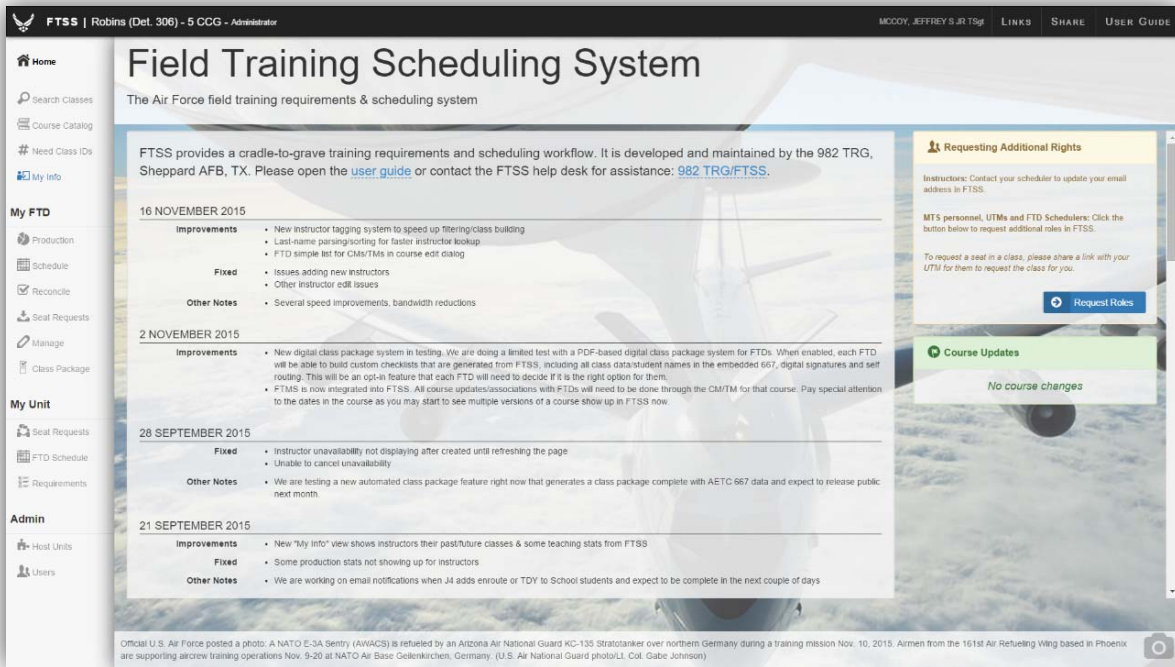 FTSS | Robins (Det. 306) - 5 CCG - Administrator
MCCOY, JEFFREY S JR TSgt
LINKS
SHARE
USER GUIDE
Home
Search Classes
Course Catalog
# Need Class IDs
My Info
My FTD
Production
Schedule
Reconcile
Seat Requests
Manage
Class Package
My Unit
Seat Requests
FTD Schedule
Requirements
Admin
Host Units
Users
Field Training Scheduling System
The Air Force field training requirements & scheduling system
FTSS provides a cradle-to-grave training requirements and scheduling workflow. It is developed and maintained by the 982 TRG,
Sheppard AFB, TX. Please open the user guide or contact the FTSS help desk for assistance: 982 TRG/FTSS.
16 NOVEMBER 2015
Improvements
• New instructor tagging system to speed up filtering/class building
• Last-name parsing/sorting for faster instructor lookup
• FTD simple list for CMs/TMs in course edit dialog
Fixed
• Issues adding new instructors
• Other instructor edit issues
Other Notes
• Several speed improvements, bandwidth reductions
2 NOVEMBER 2015
Improvements
• New digital class package system in testing. We are doing a limited test with a PDF-based digital class package system for FTDs. When enabled, each FTD
will be able to build custom checklists that are generated from FTSS, including all class data/student names in the embedded 667, digital signatures and self
routing. This will be an opt-in feature that each FTD will need to decide if it is the right option for them.
• FTMS is now integrated into FTSS. All course updates/associations with FTDs will need to be done through the CM/TM for that course. Pay special attention
to the dates in the course as you may start to see multiple versions of a course show up in FTSS now.
28 SEPTEMBER 2015
Fixed
• Instructor unavailability not displaying after created until refreshing the page
• Unable to cancel unavailability
Other Notes
• We are testing a new automated class package feature right now that generates a class package complete with AETC 667 data and expect to release public
next month.
21 SEPTEMBER 2015
Improvements
• New "My Info" view shows instructors their past/future classes & some teaching stats from FTSS
Fixed
• Some production stats not showing up for instructors
Other Notes
• We are working on email notifications when J4 adds enroute or TDY to School students and expect to be complete in the next couple of days
Requesting Additional Rights
Instructors: Contact your scheduler to update your email
address in FTSS.
MTS personnel, UTMs and FTD Schedulers: Click the
button below to request additional roles in FTSS.
To request a seat in a class, please share a link with your
UTM for them to request the class for you.
Request Roles
Course Updates
No course changes
Official U.S. Air Force posted a photo: A NATO E-3A Sentry (AWACS) is refueled by an Arizona Air National Guard KC-135 Stratotanker over northern Germany during a training mission Nov. 10, 2015. Airmen from the 161st Air Refueling Wing based in Phoenix
are supporting aircrew training operations Nov. 9-20 at NATO Air Base Geilenkirchen, Germany. (U.S. Air National Guard photo/Lt. Col. Gabe Johnson)